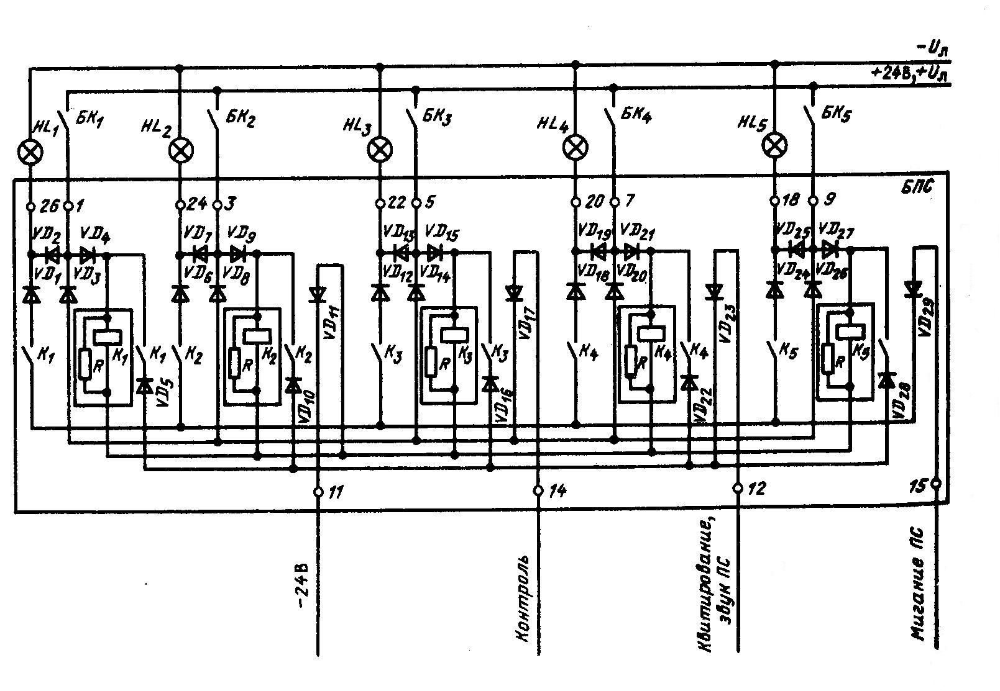 -Uл
+24В,+Uл
HL1 БК1 HL2 БК2 HL3 БК3 HL4 БК4 HL5 БК5
БПС
26 1 24 3 22 5 20 7 18 9
VD2 VD4 VD7 VD9 VD13 VD15 VD19 VD21 VD25 VD27
VD1 VD3 VD6 VD8 VD12 VD14 VD18 VD20 VD24 VD26
VD11 VD17 VD23 VD29
K1 R K1 K1 K2 R K2 K2 K3 R K3 K3 K4 R K4 K4 K5 R K5
VD5 VD10 VD16 VD22 VD28
11 14 12 15
-24В
Контроль
Квитирование,
звук ПС
Мигание ПС